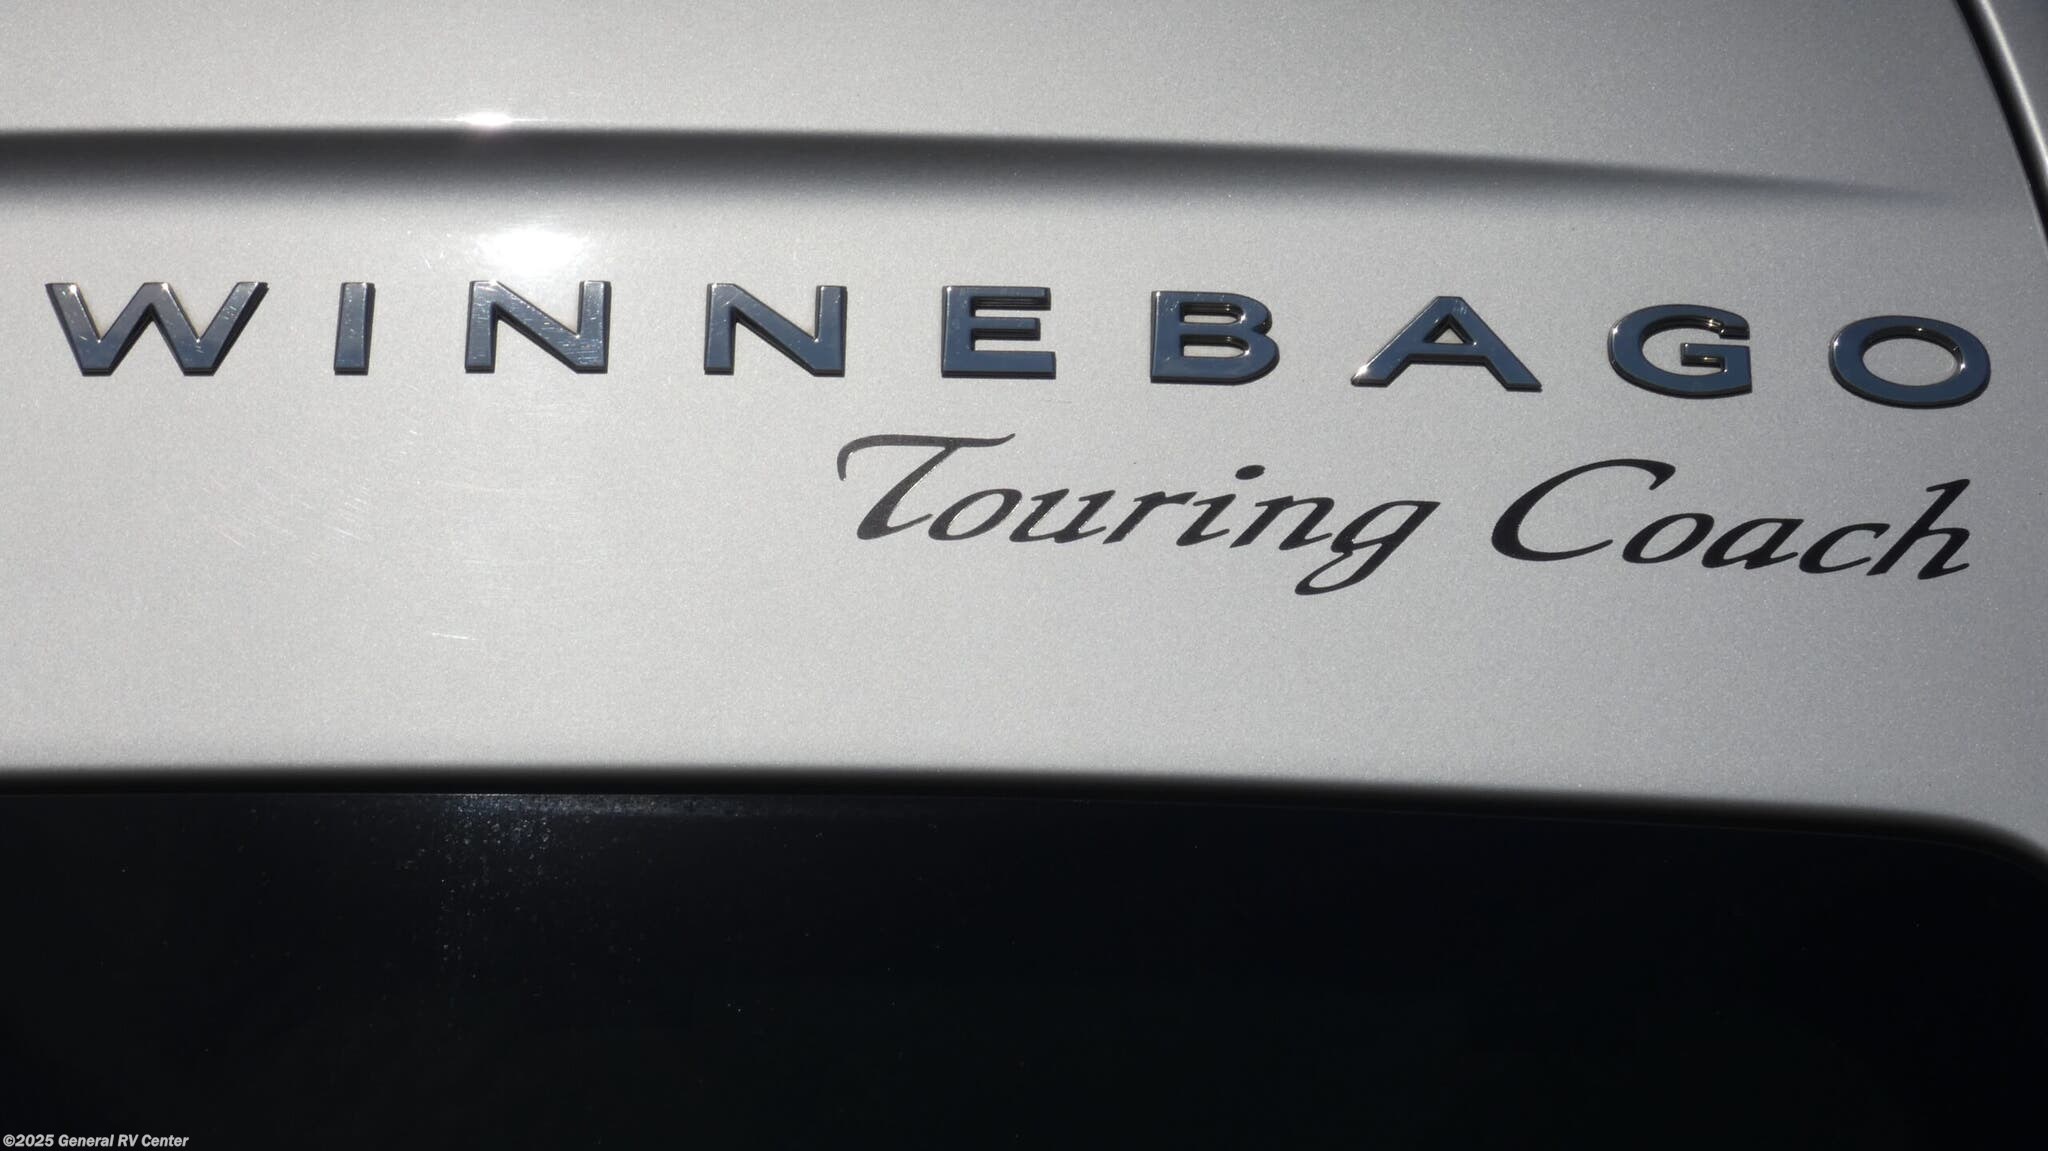 WINNEBAGO
Touring Coach
©2025 General RV Center